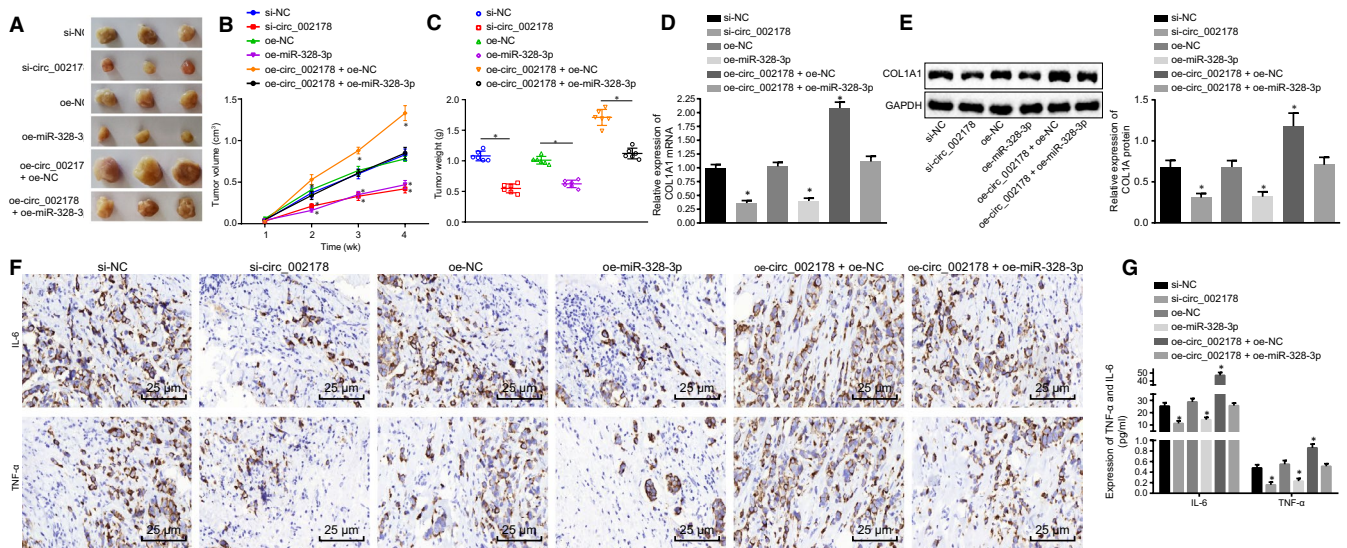 A
si-N
si-circ_00217
oe-N
oe-miR-328-3
oe-circ_00217
+ oe-NC
oe-circ_002178
+ oe-miR-328-3
B
si-NC
si-circ_002178
oe-NC
oe-miR-328-3p
oe-circ_002178 + oe-NC
oe-circ_002178 + oe-miR-328-3p
Tumor volume (cm³)
1.5
1.0
0.5
0.0
1 2 3 4
Time (wk)
* * * * * *
C
si-NC
si-circ_002178
oe-NC
oe-miR-328-3p
oe-circ_002178 + oe-NC
oe-circ_002178 + oe-miR-328-3p
Tumor weight (g)
2.0
1.5
1.0
0.5
0.0
* * *
D
si-NC
si-circ_002178
oe-NC
oe-miR-328-3p
oe-circ_002178 + oe-NC
oe-circ_002178 + oe-miR-328-3p
Relative expression of
COL1A1 mRNA
2.25
2.00
1.75
1.50
1.25
1.00
0.75
0.50
0.25
0.00
* * *
E
COL1A1
GAPDH
si-NC
si-circ_002178
oe-NC
oe-miR-328-3p
oe-circ_002178 + oe-NC
oe-circ_002178 + oe-miR-328-3p
si-NC
si-circ_002178
oe-NC
oe-miR-328-3p
oe-circ_002178 + oe-NC
oe-circ_002178 + oe-miR-328-3p
Relative expression of
COL1A protein
1.5
1.0
0.5
0.0
* * *
F
si-NC si-circ_002178 oe-NC oe-miR-328-3p oe-circ_002178 + oe-NC oe-circ_002178 + oe-miR-328-3p
IL-6
25 µm 25 µm 25 µm 25 µm 25 µm 25 µm
TNF-α
25 µm 25 µm 25 µm 25 µm 25 µm 25 µm
G
si-NC
si-circ_002178
oe-NC
oe-miR-328-3p
oe-circ_002178 + oe-NC
oe-circ_002178 + oe-miR-328-3p
Expression of TNF-α and IL-6
(pg/ml)
50
40
30
20
10
1.0
0.8
0.6
0.4
0.2
0.0
* * * * * *
IL-6 TNF-α